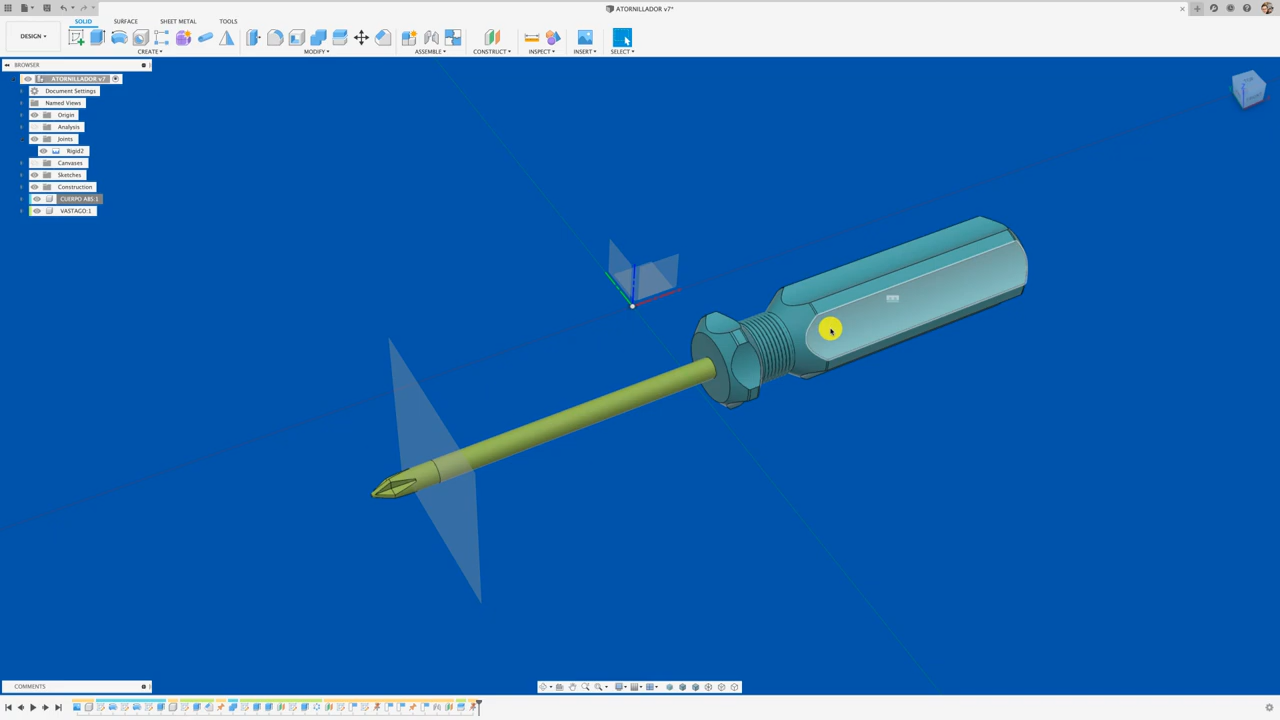 ATORNILLADOR v7*
DESIGN
SOLID SURFACE SHEET METAL TOOLS
CREATE MODIFY ASSEMBLE CONSTRUCT INSPECT INSERT SELECT
BROWSER
ATORNILLADOR v7
Document Settings
Named Views
Origin
Analysis
Joints
Rigid2
Canvases
Sketches
Construction
CUERPO ABS:1
VASTAGO:1
COMMENTS